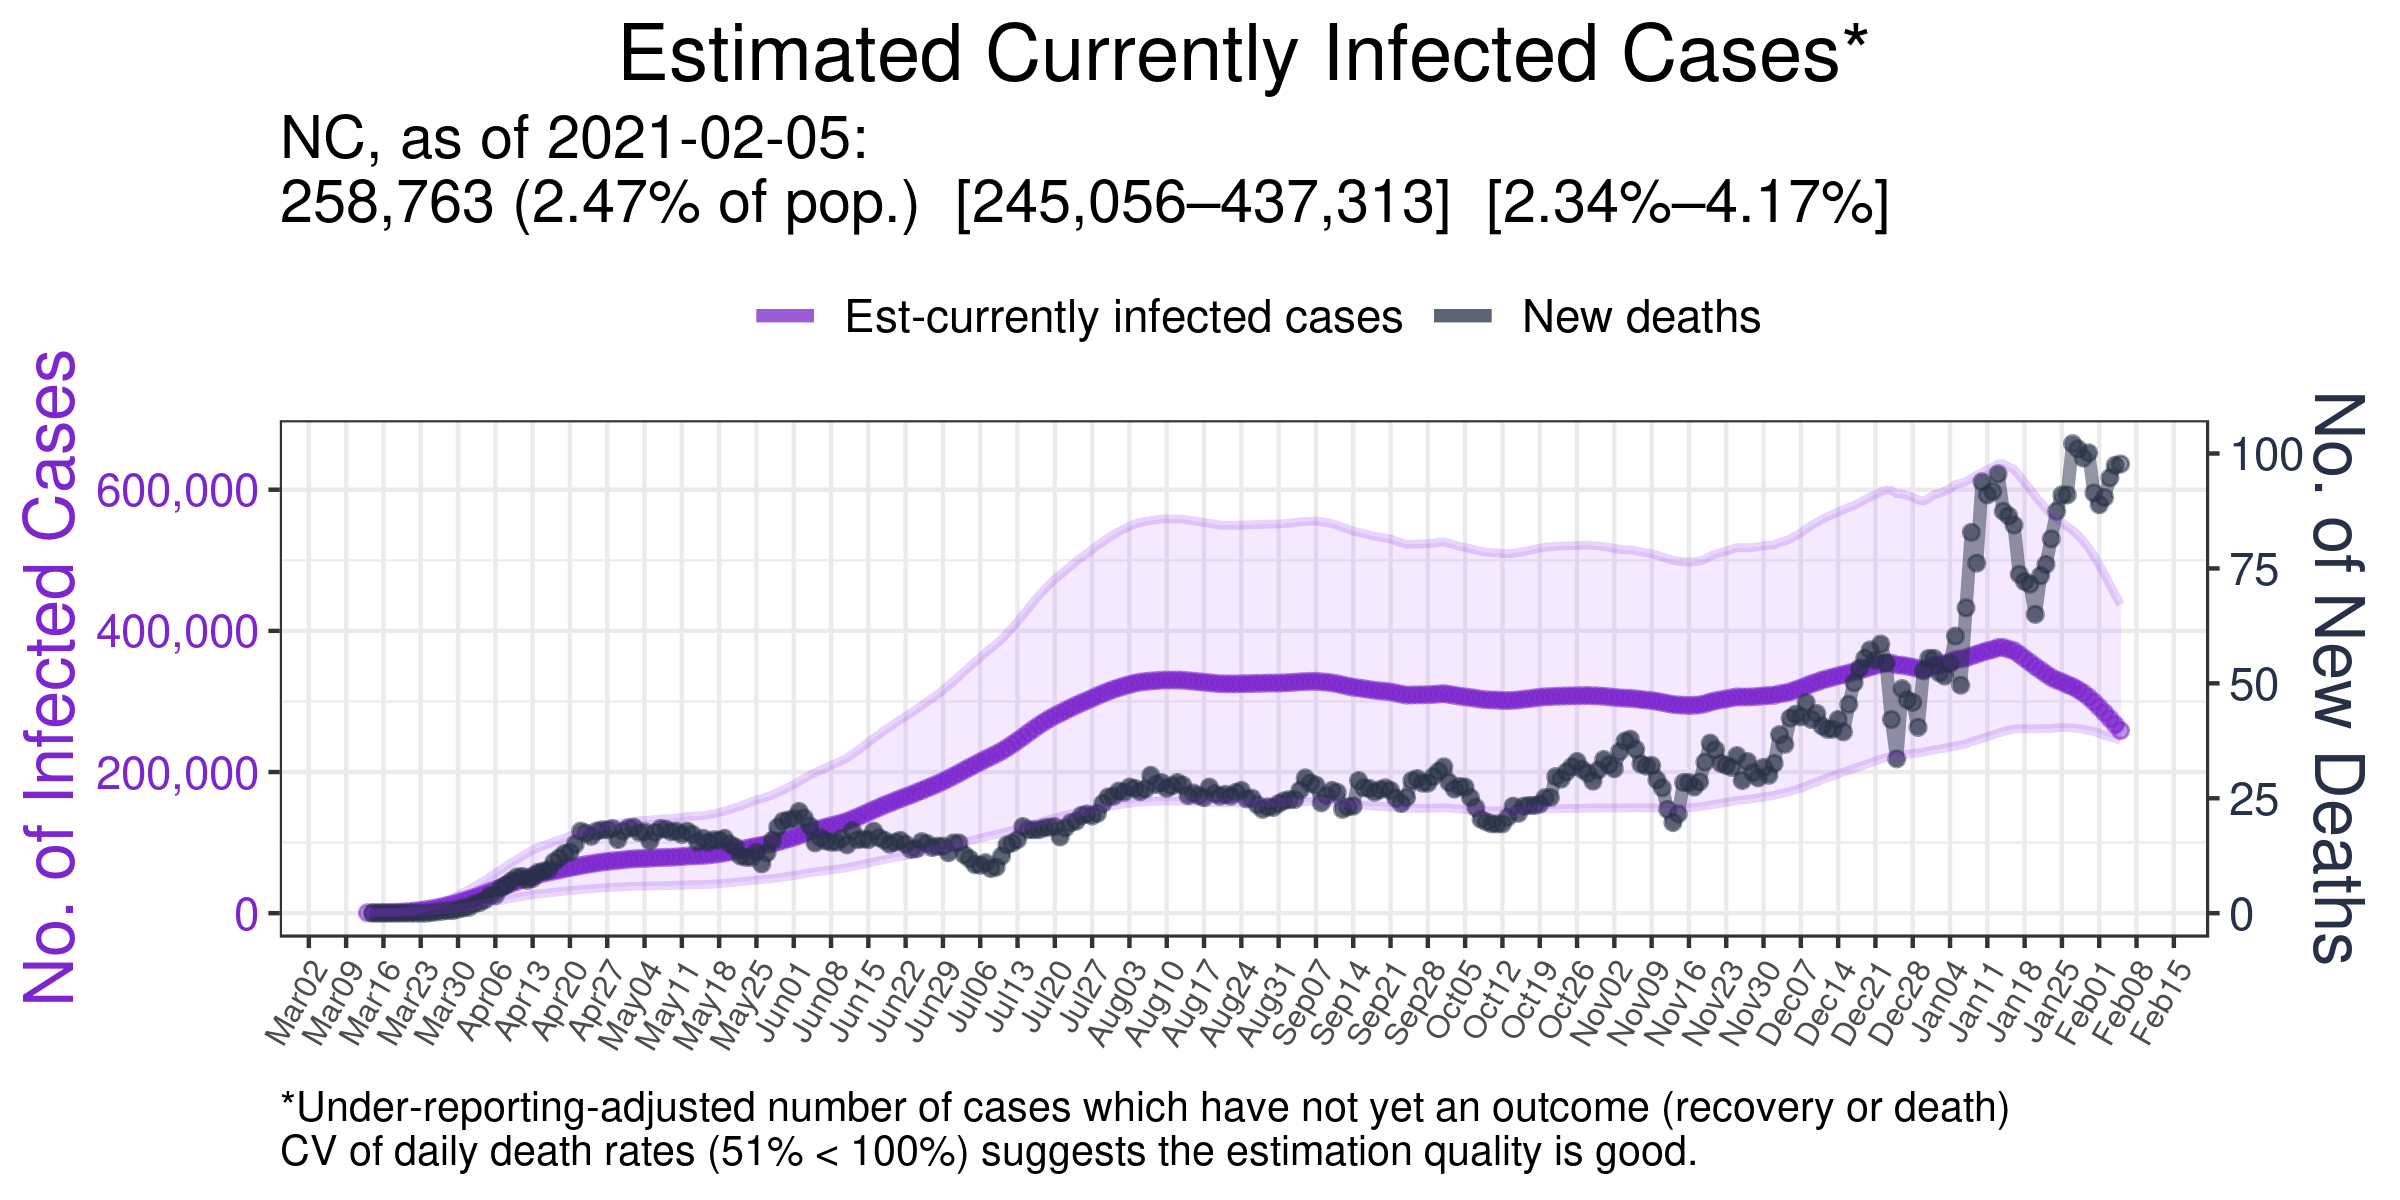 Estimated Currently Infected Cases*
NC, as of 2021-02-05:
258,763 (2.47% of pop.) [245,056–437,313] [2.34%–4.17%]
Est-currently infected cases New deaths
No. of Infected Cases
600,000
400,000
200,000
0
100
75
50
25
0
No. of New Deaths
Mar02 Mar09 Mar16 Mar23 Mar30 Apr06 Apr13 Apr20 Apr27 May04 May11 May18 May25 Jun01 Jun08 Jun15 Jun22 Jun29 Jul06 Jul13 Jul20 Jul27 Aug03 Aug10 Aug17 Aug24 Aug31 Sep07 Sep14 Sep21 Sep28 Oct05 Oct12 Oct19 Oct26 Nov02 Nov09 Nov16 Nov23 Nov30 Dec07 Dec14 Dec21 Dec28 Jan04 Jan11 Jan18 Jan25 Feb01 Feb08 Feb15
*Under-reporting-adjusted number of cases which have not yet an outcome (recovery or death)
CV of daily death rates (51% < 100%) suggests the estimation quality is good.